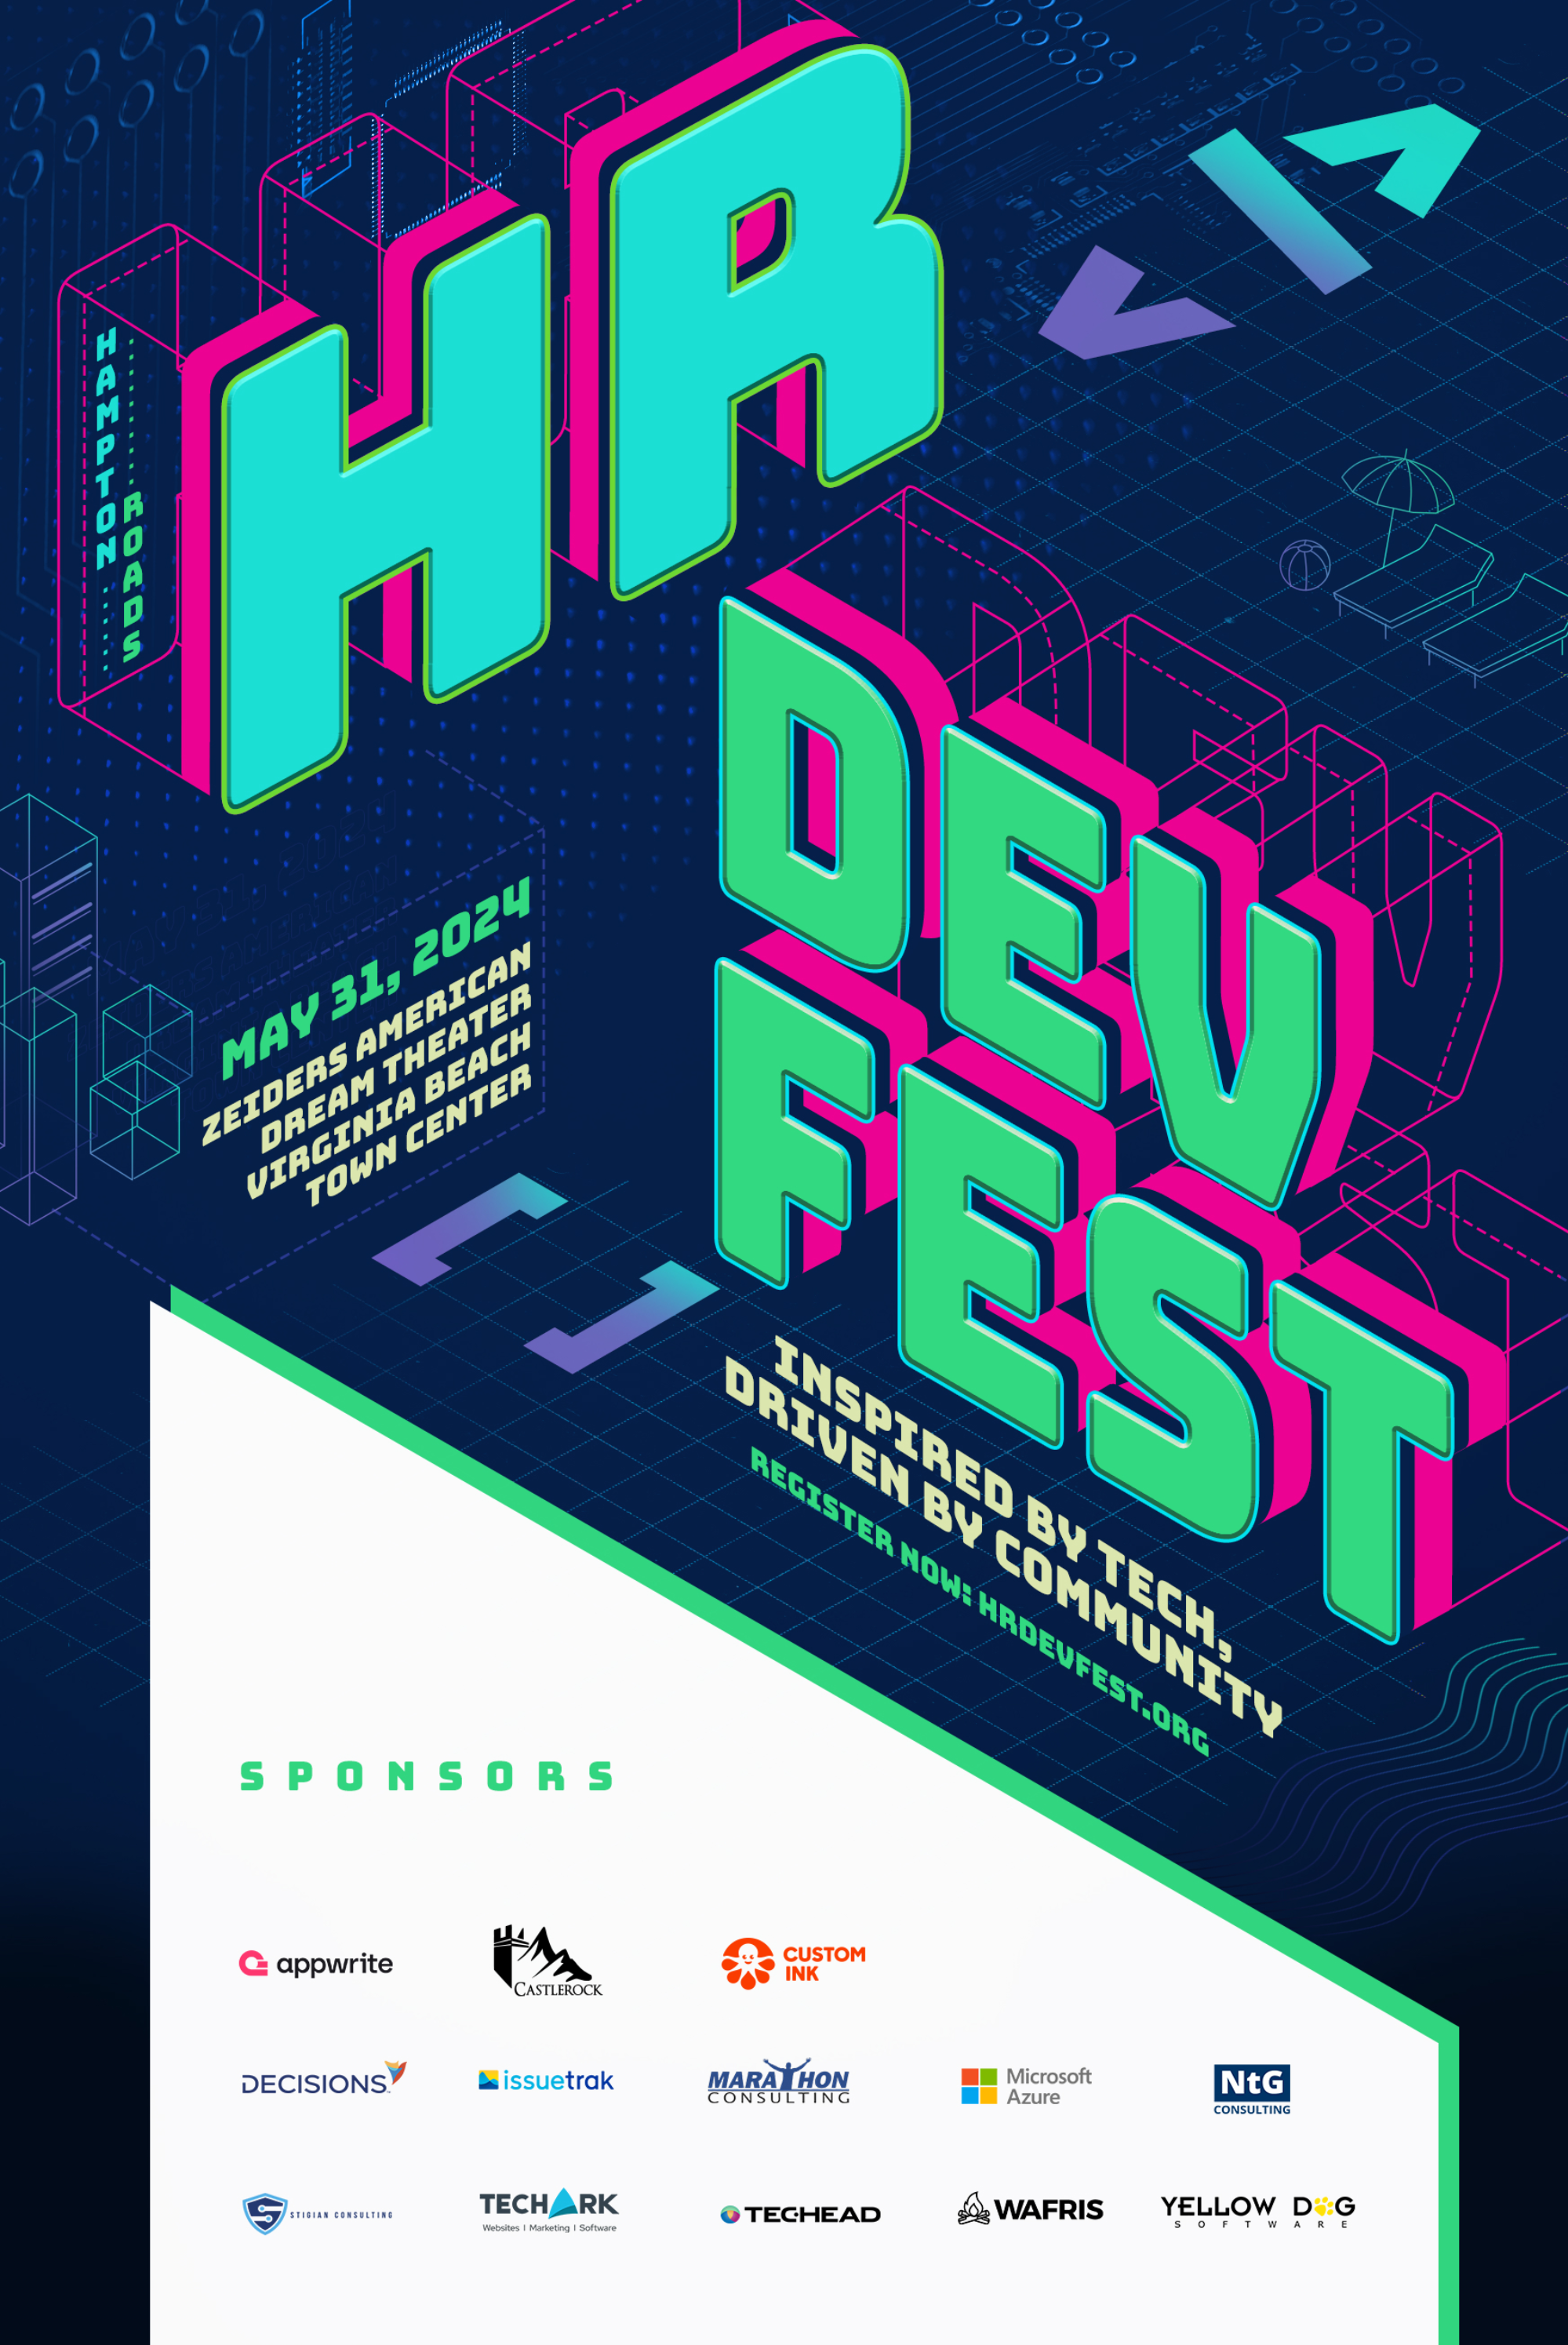 HR
HAMPTON
ROADS
DEV
FEST
MAY 31, 2024
ZEIDERS AMERICAN
DREAM THEATER
VIRGINIA BEACH
TOWN CENTER
INSPIRED BY TECH,
DRIVEN BY COMMUNITY
REGISTER NOW: HRDEVFEST.ORG
SPONSORS
appwrite
CASTLEROCK
CUSTOM
INK
DECISIONS
issuetrak
MARATHON
CONSULTING
Microsoft
Azure
NtG
CONSULTING
STIGIAN CONSULTING
TECHARK
Websites | Marketing | Software
TECHEAD
WAFRIS
YELLOW DOG
SOFTWARE